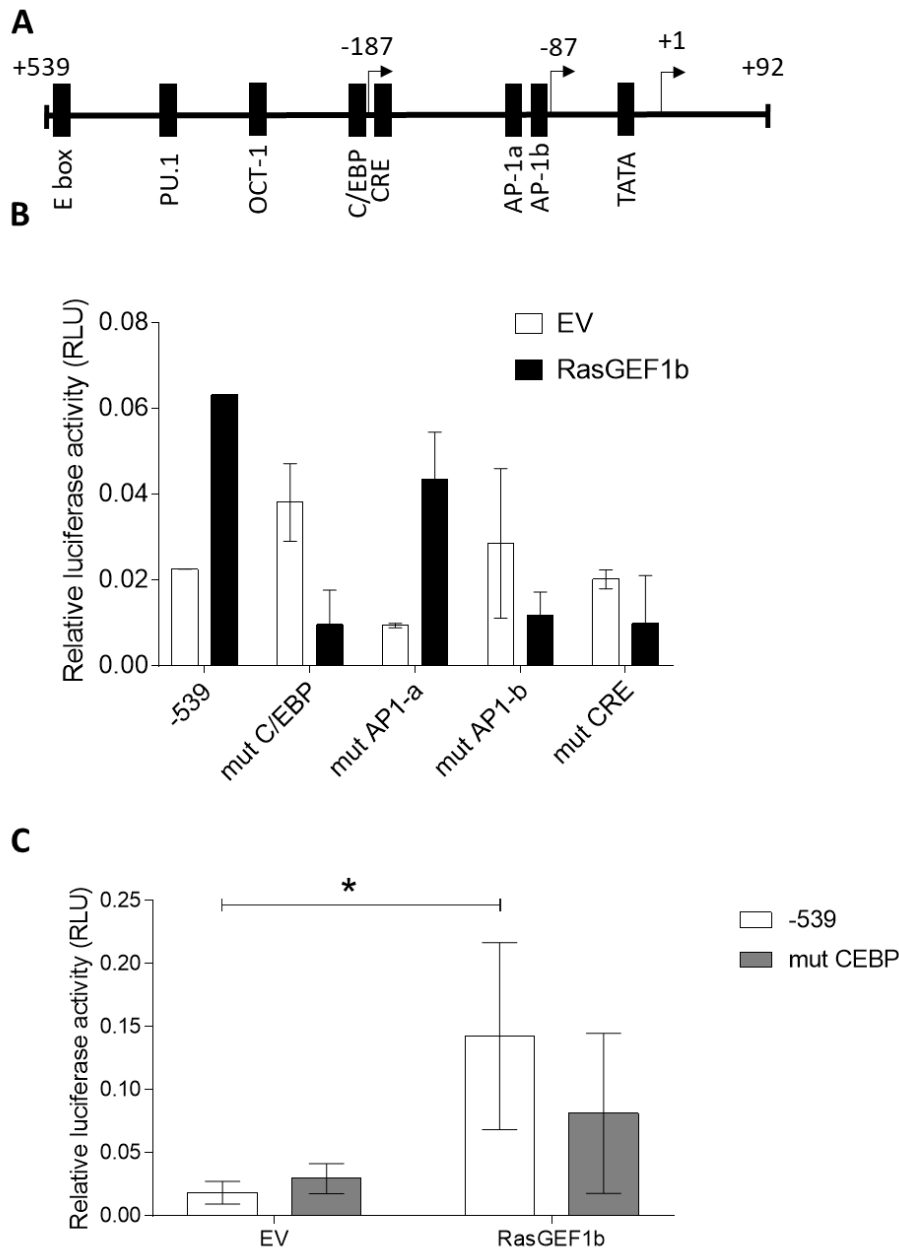 A
+539
-187
-87
+1
+92
E box
PU.1
OCT-1
C/EBP
CRE
AP-1a
AP-1b
TATA
B
Relative luciferase activity (RLU)
0.08
0.06
0.04
0.02
0.00
EV
RasGEF1b
-539
mut C/EBP
mut AP1-a
mut AP1-b
mut CRE
C
Relative luciferase activity (RLU)
0.25
0.20
0.15
0.10
0.05
0.00
*
-539
mut CEBP
EV
RasGEF1b